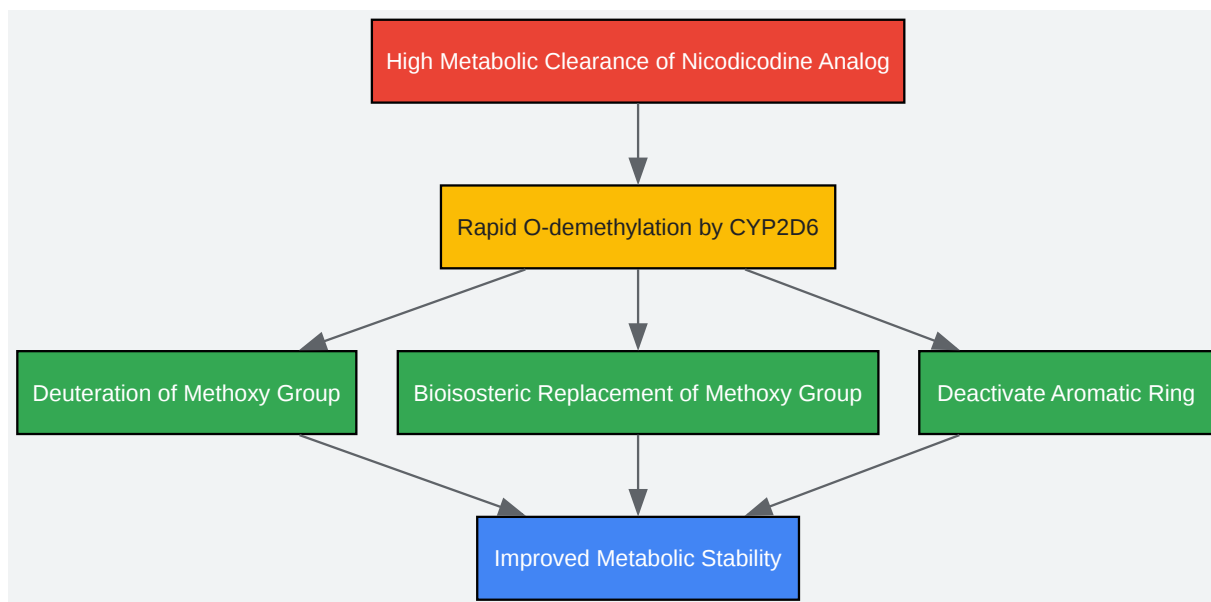 High Metabolic Clearance of Nicodicodine Analog
Rapid O-demethylation by CYP2D6
Deuteration of Methoxy Group
Bioisosteric Replacement of Methoxy Group
Deactivate Aromatic Ring
Improved Metabolic Stability